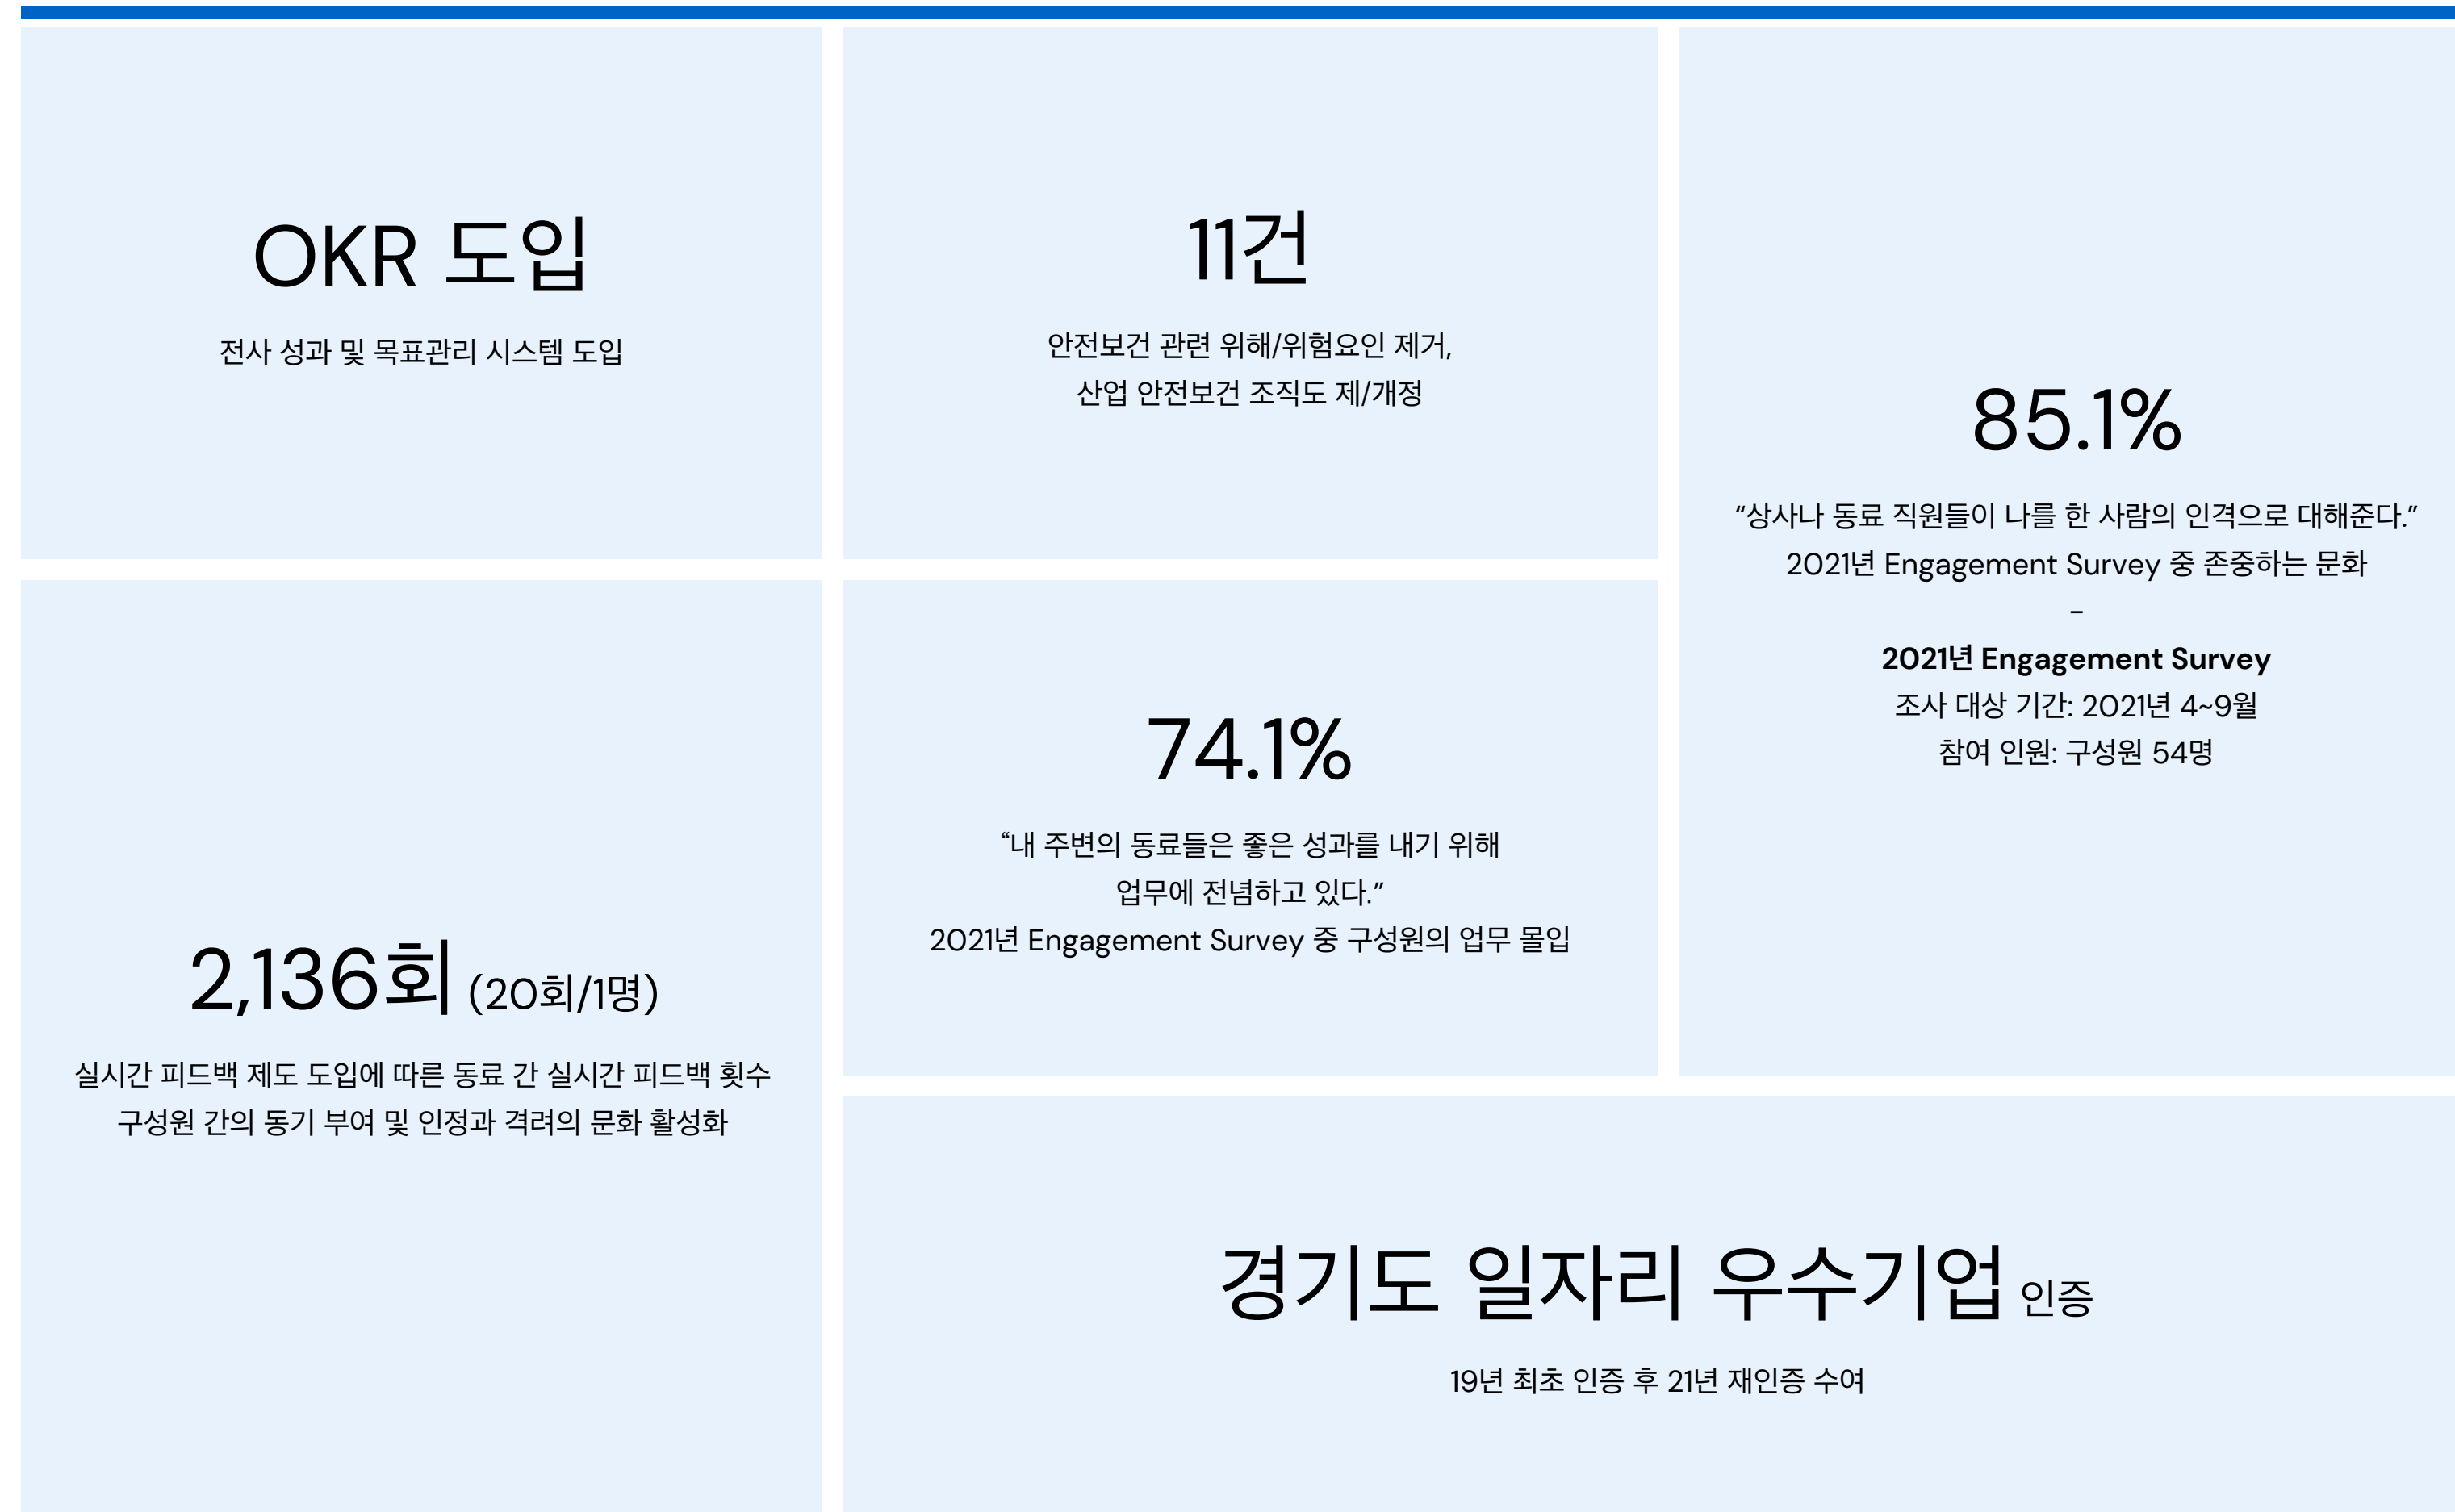 OKR 도입
전사 성과 및 목표관리 시스템 도입
11건
안전보건 관련 위해/위험요인 제거,
산업 안전보건 조직도 제/개정
85.1%
“상사나 동료 직원들이 나를 한 사람의 인격으로 대해준다.”
2021년 Engagement Survey 중 존중하는 문화
–
2021년 Engagement Survey
조사 대상 기간: 2021년 4~9월
참여 인원: 구성원 54명
2,136회 (20회/1명)
실시간 피드백 제도 도입에 따른 동료 간 실시간 피드백 횟수
구성원 간의 동기 부여 및 인정과 격려의 문화 활성화
74.1%
“내 주변의 동료들은 좋은 성과를 내기 위해
업무에 전념하고 있다.”
2021년 Engagement Survey 중 구성원의 업무 몰입
경기도 일자리 우수기업 인증
19년 최초 인증 후 21년 재인증 수여